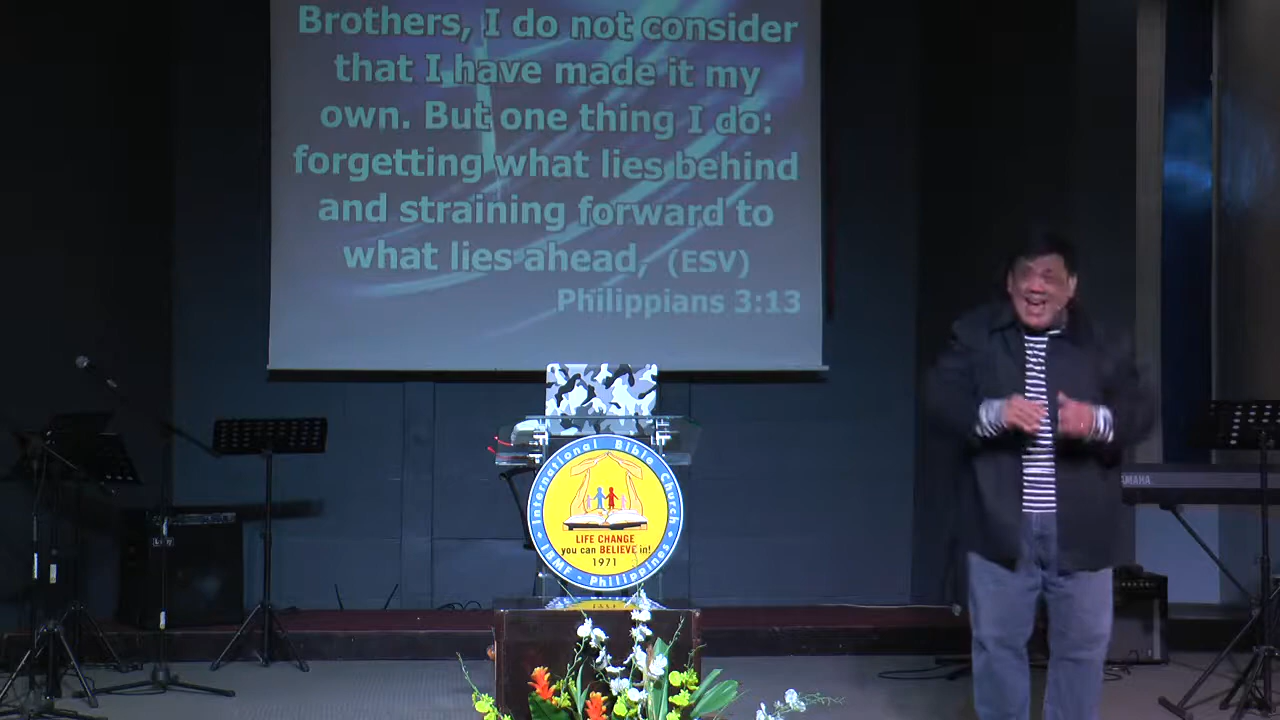 Brothers, I do not consider
that I have made it my
own. But one thing I do:
forgetting what lies behind
and straining forward to
what lies ahead, (ESV)
Philippians 3:13
International Bible Church
LIFE CHANGE
you can BELIEVE in!
1971
IBMF - Philippines
YAMAHA